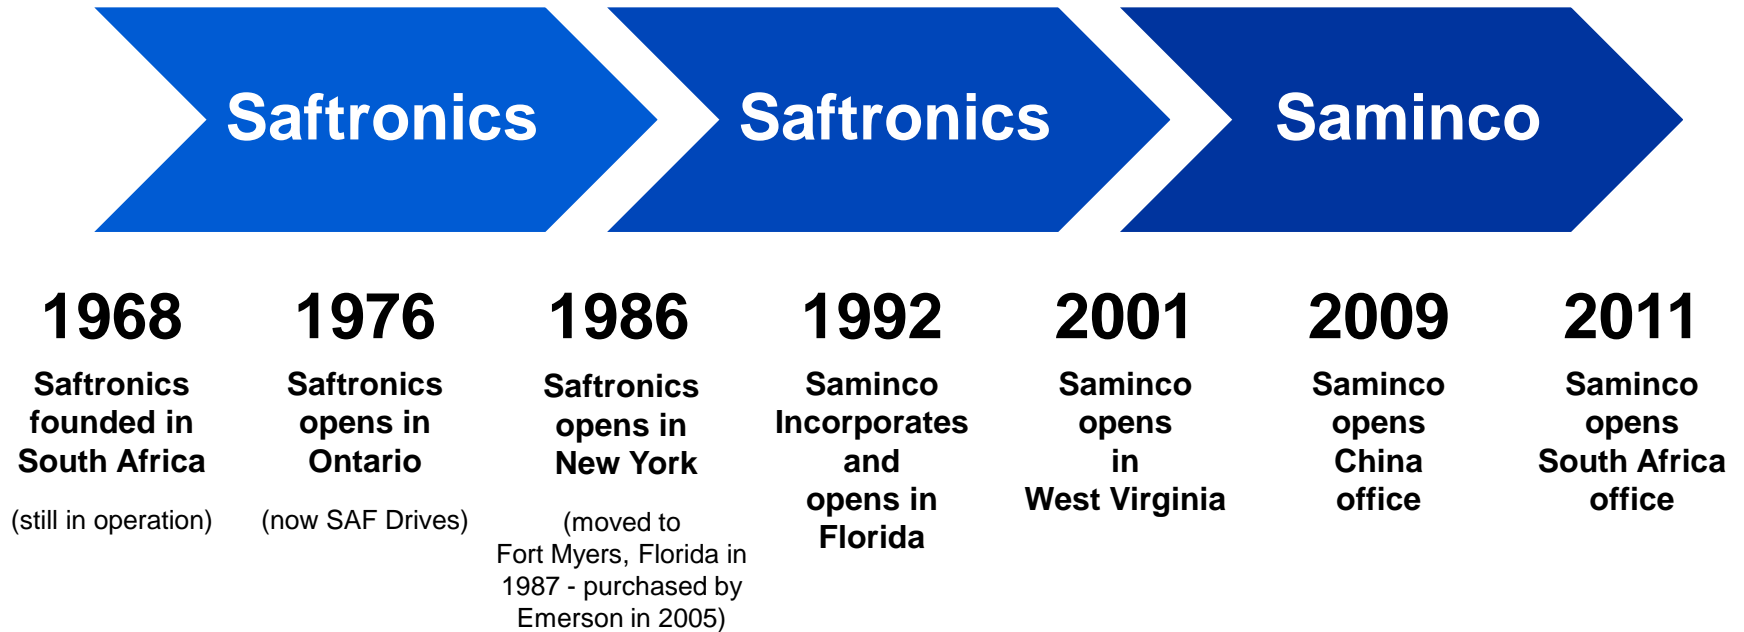 Saftronics
Saftronics
Saminco
1968
Saftronics
founded in
South Africa
(still in operation)
1976
Saftronics
opens in
Ontario
(now SAF Drives)
1986
Saftronics
opens in
New York
(moved to
Fort Myers, Florida in
1987 - purchased by
Emerson in 2005)
1992
Saminco
Incorporates
and
opens in
Florida
2001
Saminco
opens
in
West Virginia
2009
Saminco
opens
China
office
2011
Saminco
opens
South Africa
office